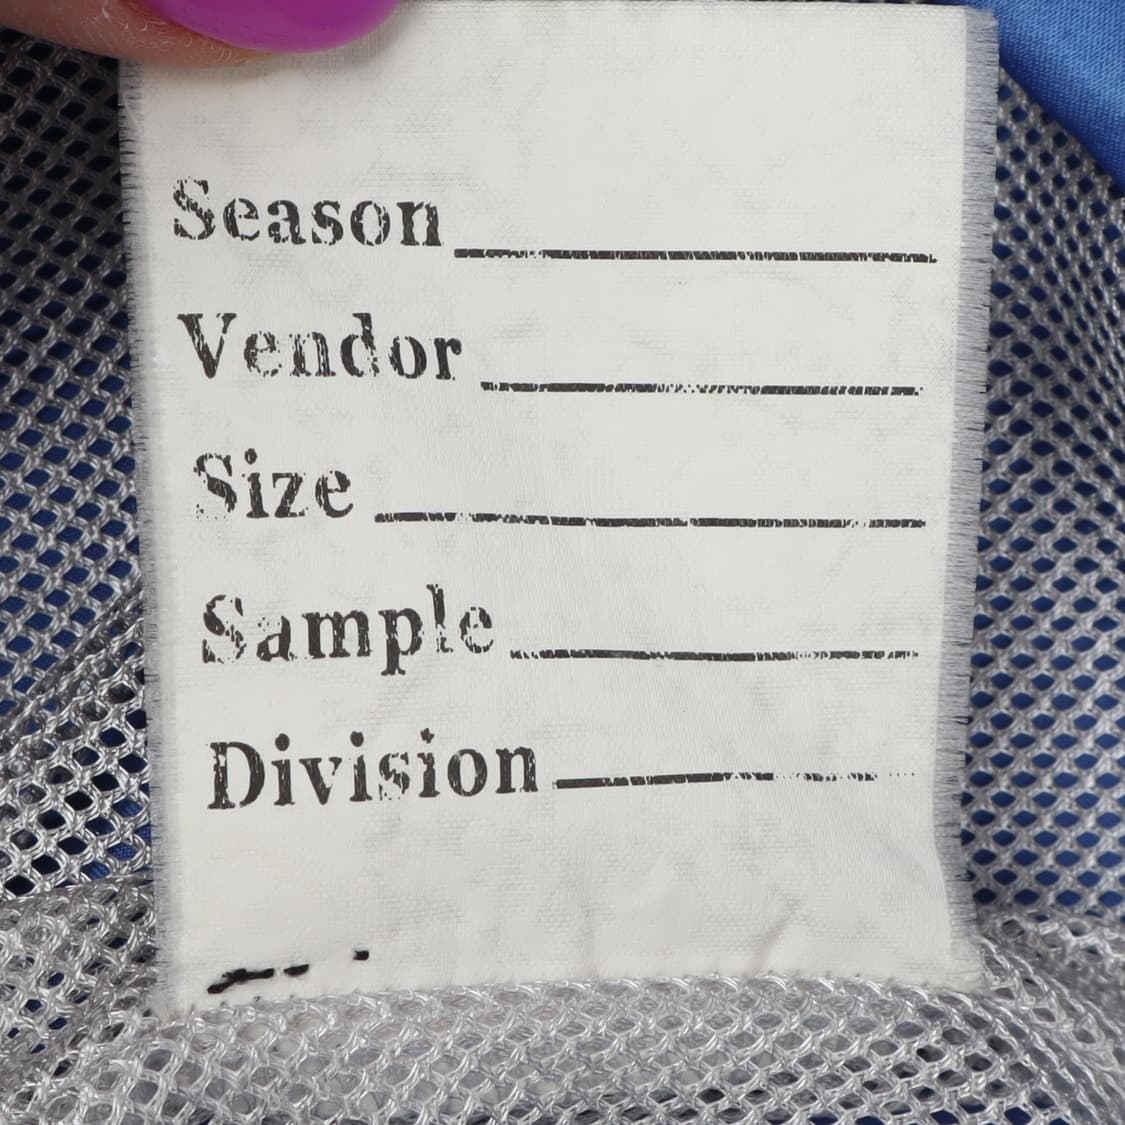 Season
Vendor
Size
Sample
Division